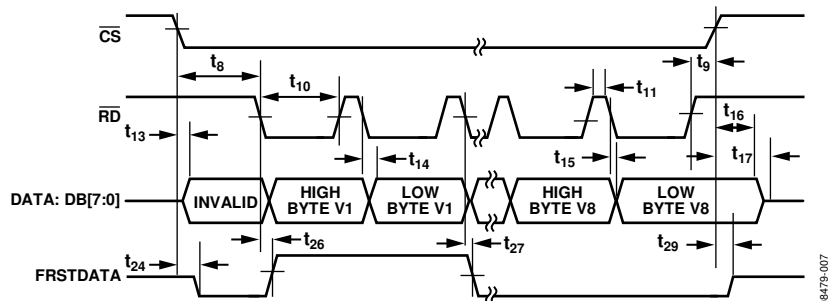 CS
t8
t9
t10
t11
RD
t16
t13
t14
t15
t17
DATA: DB[7:0]
INVALID
HIGH BYTE V1
LOW BYTE V1
HIGH BYTE V8
LOW BYTE V8
t24
t26
t27
t29
FRSTDATA
8479-007